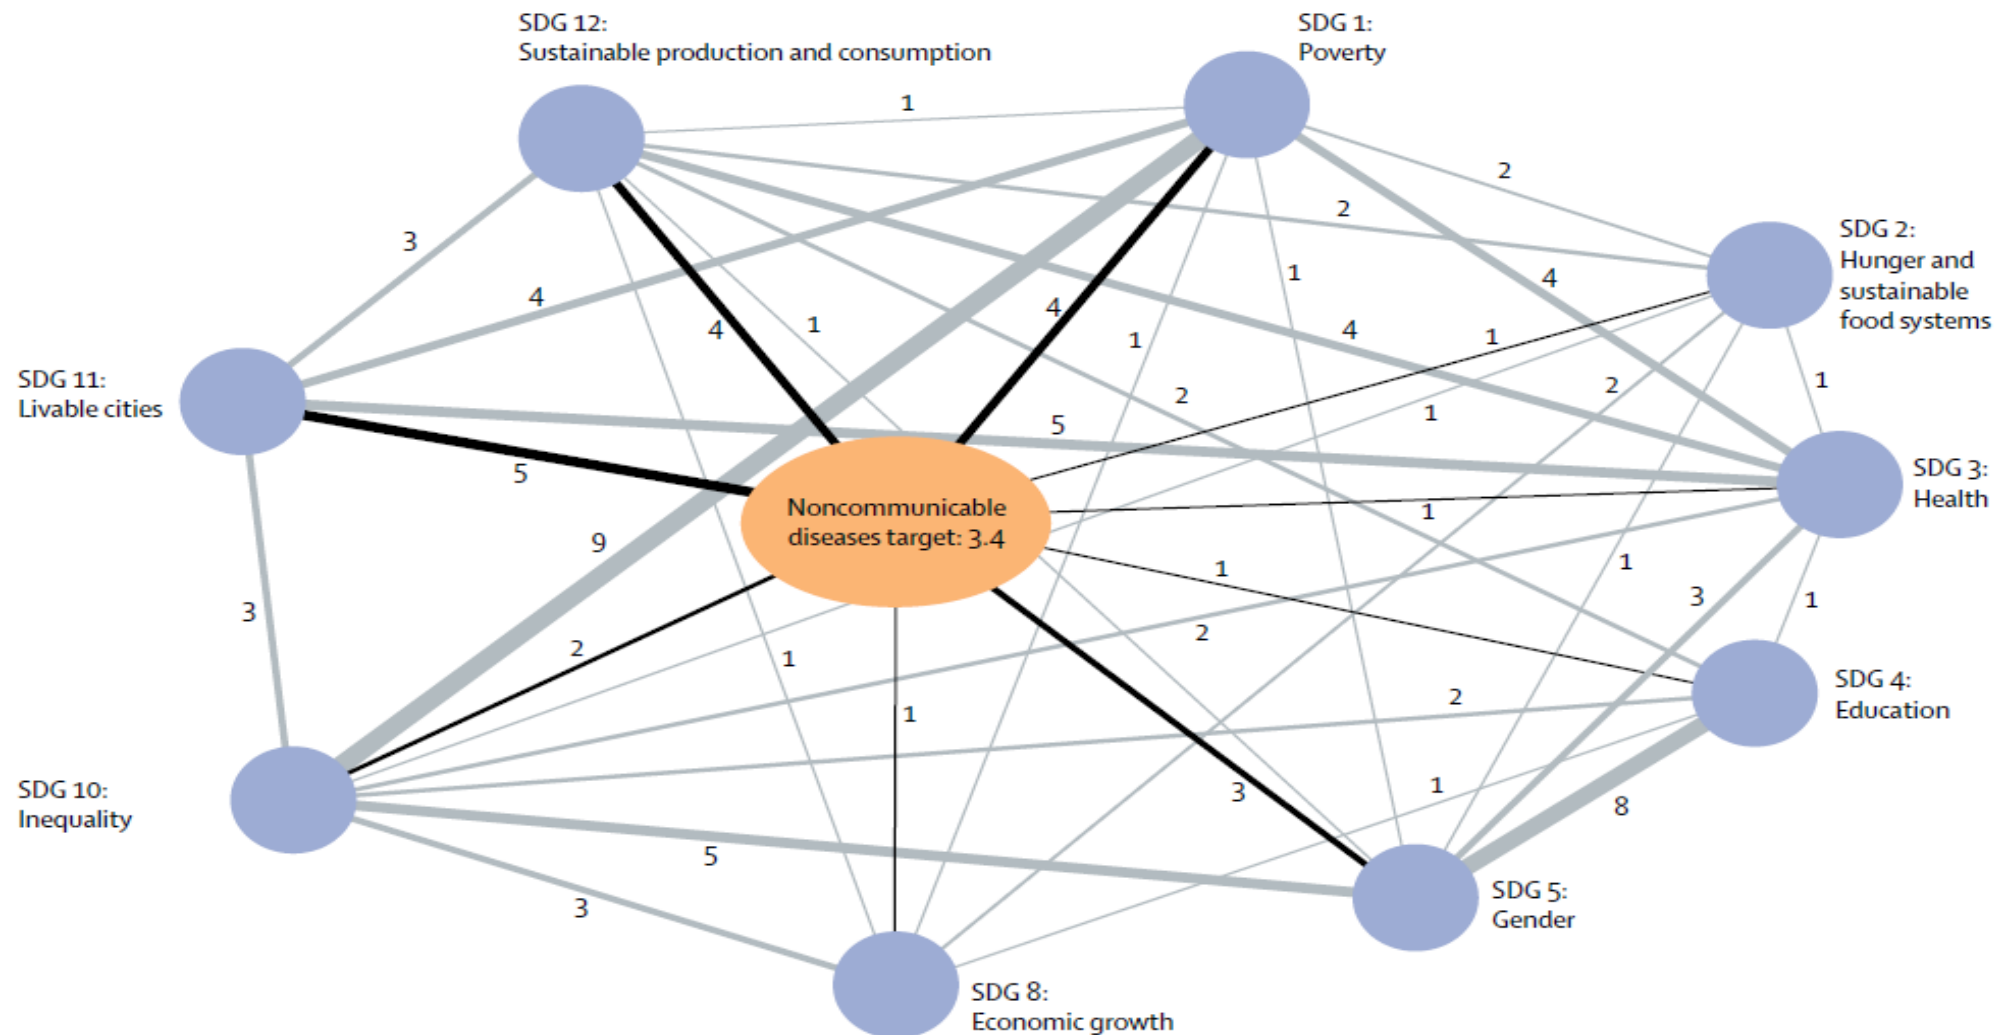 SDG 12:
Sustainable production and consumption
SDG 1:
Poverty
1
2
2
SDG 2:
Hunger and
sustainable
food systems
3
1
4
4
4
4
1
1
4
1
1
SDG 11:
Livable cities
2
2
1
5
SDG 3:
Health
5
Noncommunicable
diseases target: 3.4
1
9
1
1
3
1
3
2
2
1
SDG 4:
Education
2
1
SDG 10:
Inequality
3
1
8
5
SDG 5:
Gender
3
SDG 8:
Economic growth